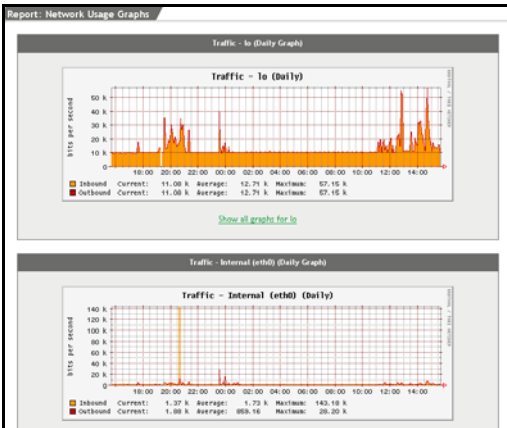 Report: Network Usage Graphs
Traffic - lo (Daily Graph)
Traffic - lo (Daily)
bits per second
50 k
40 k
30 k
20 k
10 k
0
18:00 20:00 22:00 00:00 02:00 04:00 06:00 08:00 10:00 12:00 14:00
Inbound Current: 11.08 k Average: 12.71 k Maximum: 57.15 k
Outbound Current: 11.08 k Average: 12.71 k Maximum: 57.15 k
Show all graphs for lo
Traffic - Internal (eth0) (Daily Graph)
Traffic - Internal (eth0) (Daily)
bits per second
140 k
120 k
100 k
80 k
60 k
40 k
20 k
0
18:00 20:00 22:00 00:00 02:00 04:00 06:00 08:00 10:00 12:00 14:00
Inbound Current: 1.37 k Average: 1.73 k Maximum: 143.18 k
Outbound Current: 1.88 k Average: 859.16 Maximum: 28.20 k